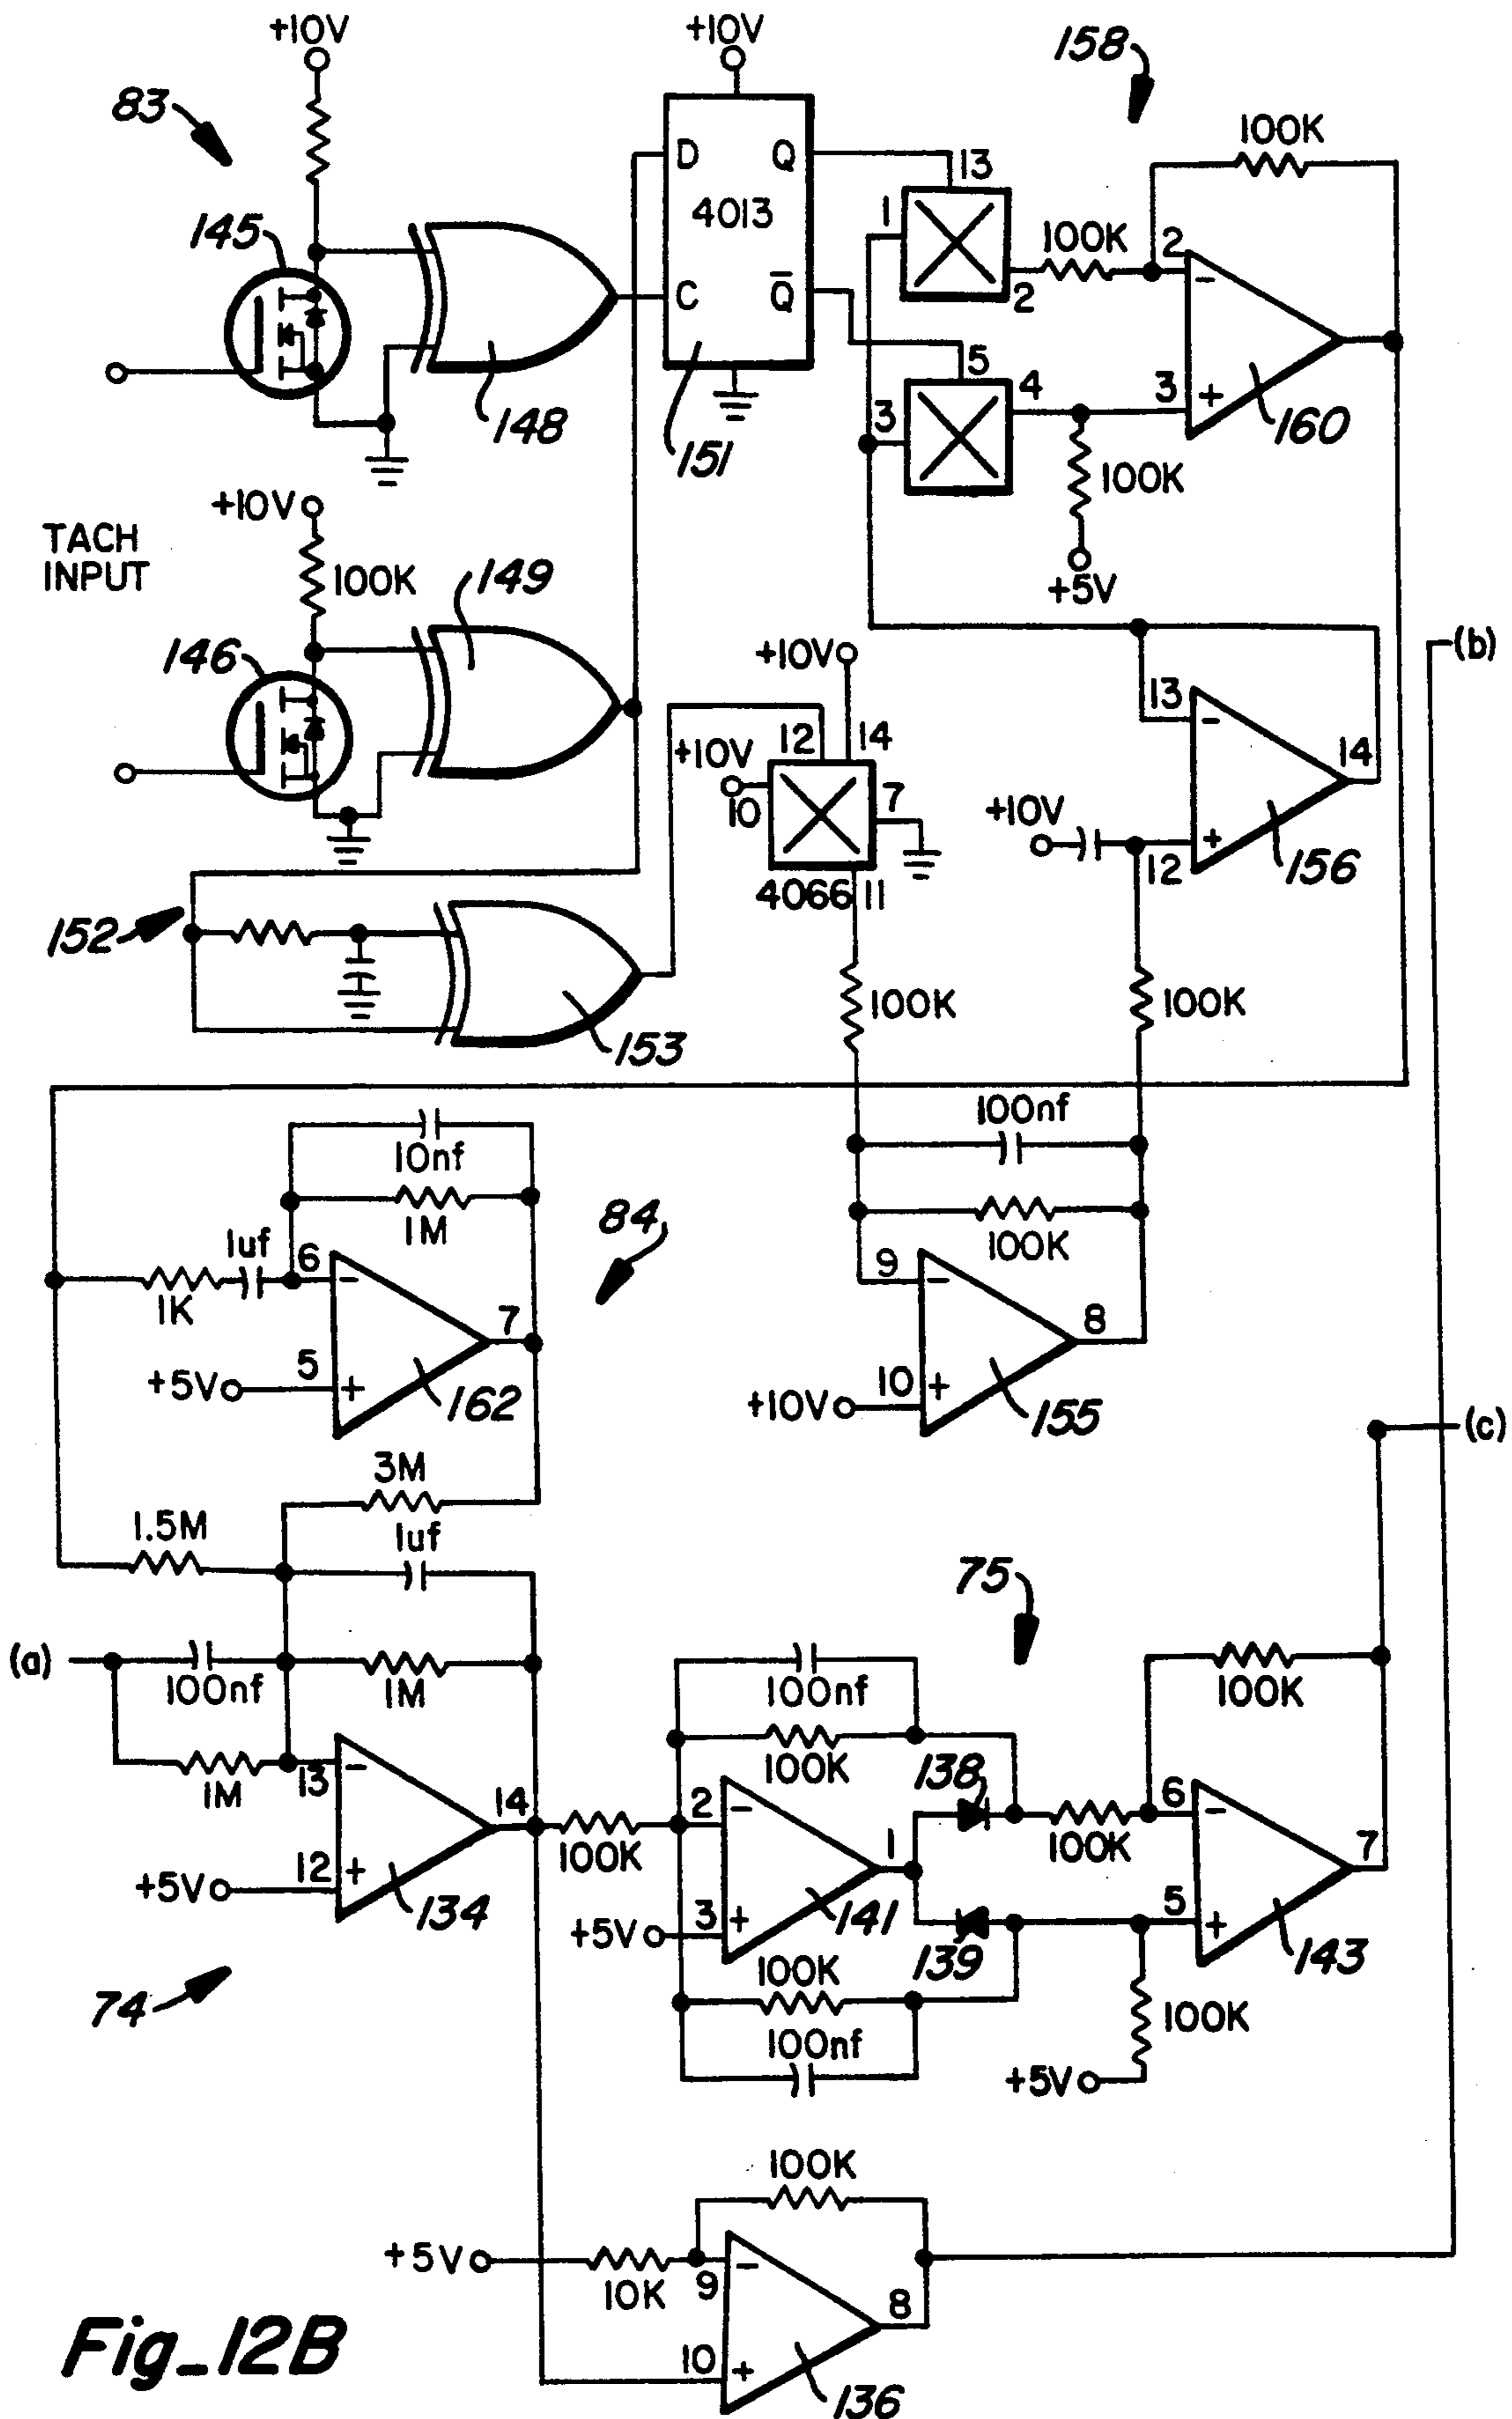 +10V
+10V
158
83
100K
D Q
13
4013
1
145
100K
2
2
C Q̅
5
4
3
3
148
151
160
100K
+10V
TACH
INPUT
100K
149
+5V
146
+10V
(b)
13
12
14
+10V
14
10
7
+10V
12
156
4066 11
152
100K
100K
153
100nf
10nf
1M
84
100K
1uf
6
9
1K
7
8
5
+5V
162
10
+10V
155
(c)
3M
1.5M
1uf
75
(a)
100nf
1M
100nf
100K
100K
138
1M
13
14
2
1
100K
6
7
100K
12
+5V
134
3
+5V
141
139
5
143
100K
74
100K
100nf
+5V
100K
+5V
10K
9
8
Fig_12B
10
136